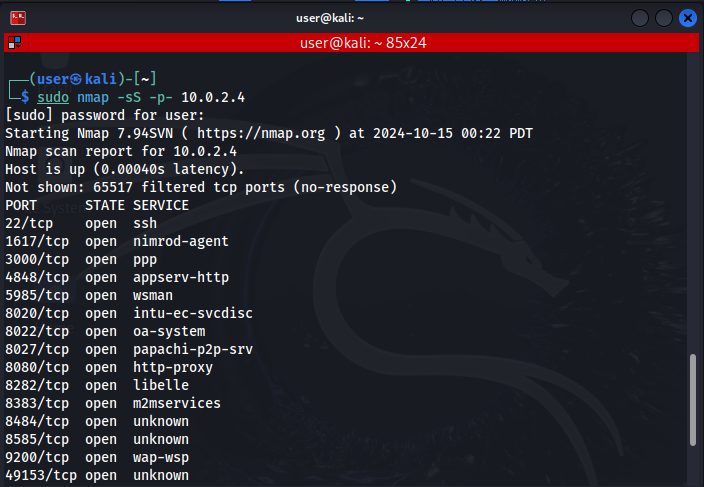 user@kali: ~
user@kali: ~ 85x24
┌──(user㉿kali)-[~]
└─$ sudo nmap -sS -p- 10.0.2.4
[sudo] password for user:
Starting Nmap 7.94SVN ( https://nmap.org ) at 2024-10-15 00:22 PDT
Nmap scan report for 10.0.2.4
Host is up (0.00040s latency).
Not shown: 65517 filtered tcp ports (no-response)
PORT      STATE SERVICE
22/tcp    open  ssh
1617/tcp  open  nimrod-agent
3000/tcp  open  ppp
4848/tcp  open  appserv-http
5985/tcp  open  wsman
8020/tcp  open  intu-ec-svcdisc
8022/tcp  open  oa-system
8027/tcp  open  papachi-p2p-srv
8080/tcp  open  http-proxy
8282/tcp  open  libelle
8383/tcp  open  m2mservices
8484/tcp  open  unknown
8585/tcp  open  unknown
9200/tcp  open  wap-wsp
49153/tcp open  unknown